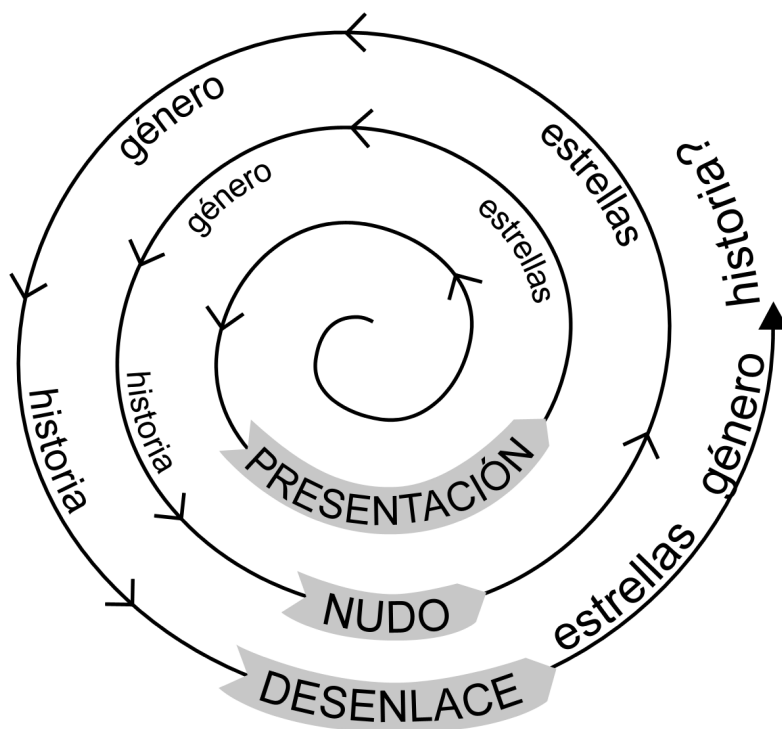 PRESENTACIÓN
estrellas
género
historia
NUDO
estrellas
género
historia
DESENLACE
estrellas
género
historia?